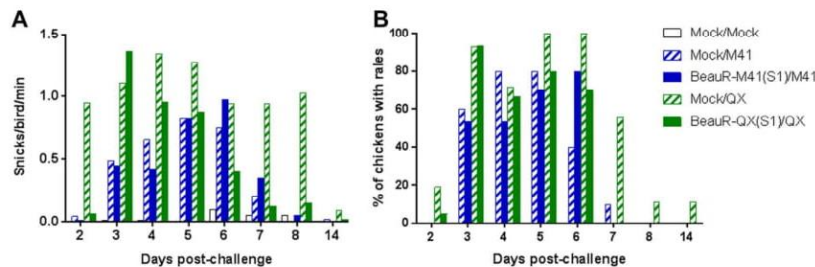 A
Snicks/bird/min
1.5
1.0
0.5
0.0
2 3 4 5 6 7 8 14
Days post-challenge
B
% of chickens with rales
100
80
60
40
20
0
2 3 4 5 6 7 8 14
Days post-challenge
Mock/Mock
Mock/M41
BeauR-M41(S1)/M41
Mock/QX
BeauR-QX(S1)/QX